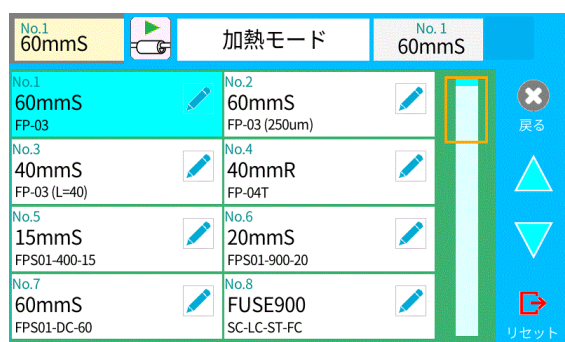 No.1
60mmS
加熱モード
No. 1
60mmS
No.1
60mmS
FP-03
No.2
60mmS
FP-03 (250um)
戻る
No.3
40mmS
FP-03 (L=40)
No.4
40mmR
FP-04T
No.5
15mmS
FPS01-400-15
No.6
20mmS
FPS01-900-20
No.7
60mmS
FPS01-DC-60
No.8
FUSE900
SC-LC-ST-FC
リセット